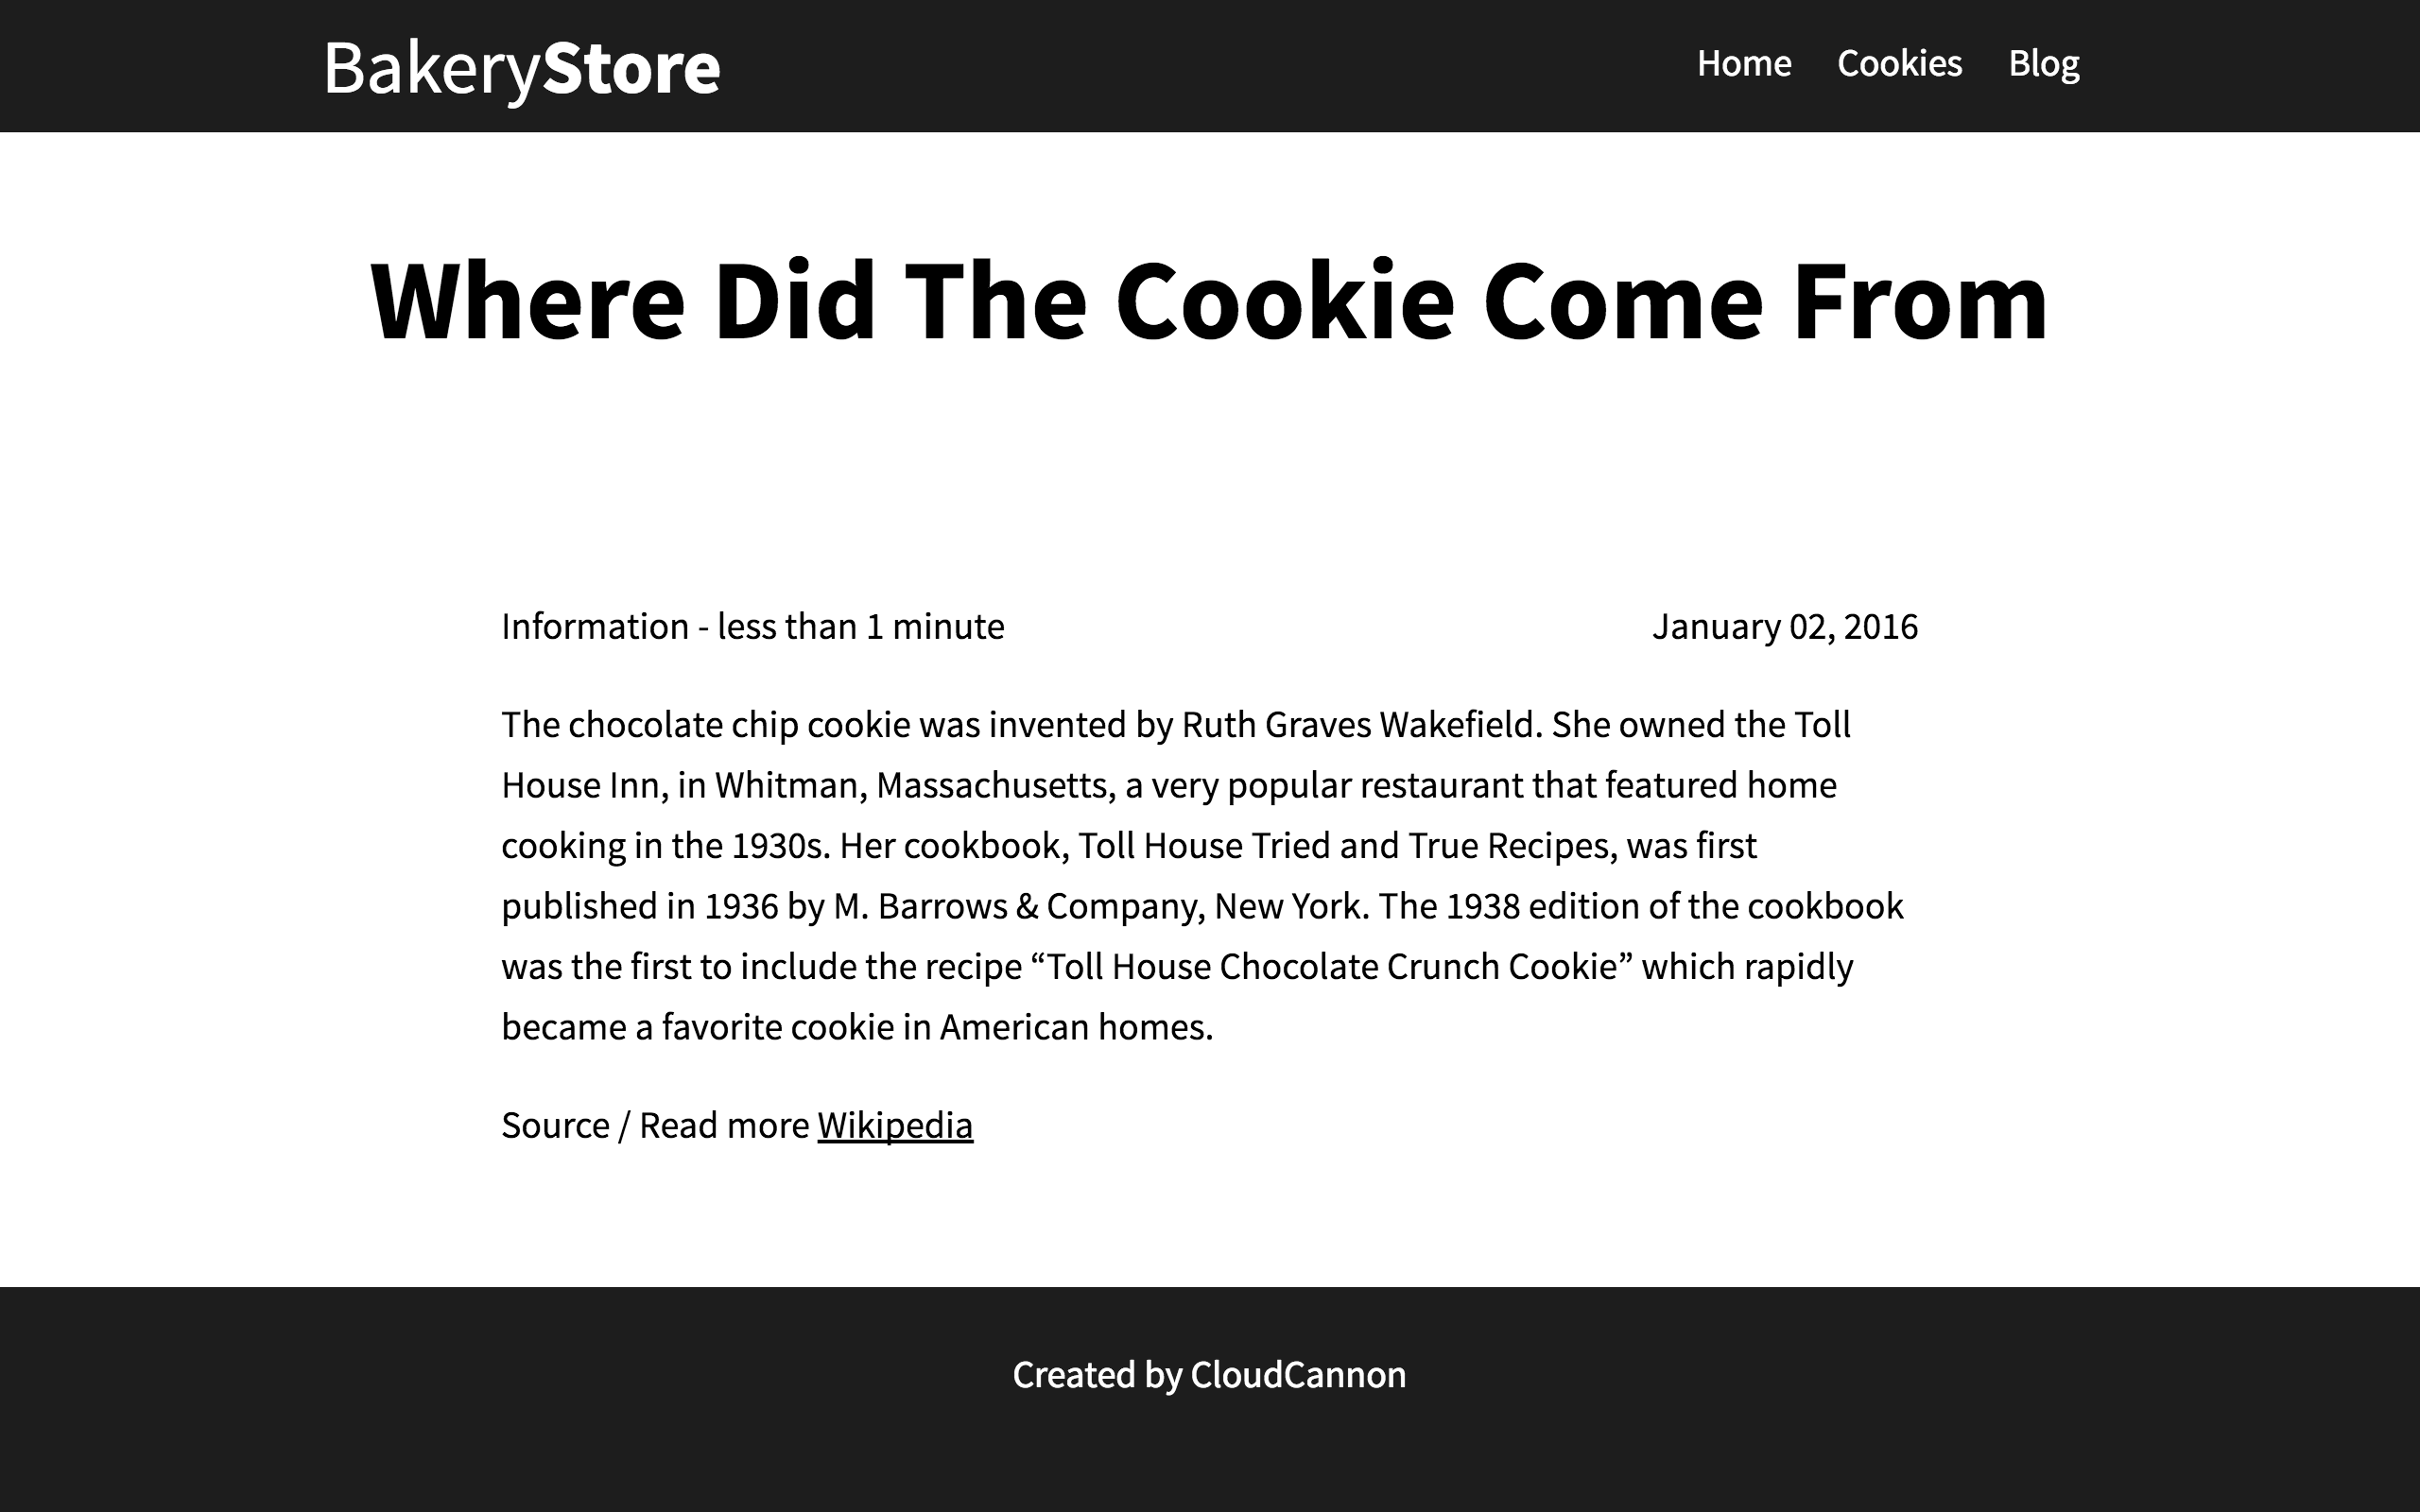 BakeryStore
Home Cookies Blog
Where Did The Cookie Come From
Information - less than 1 minute
January 02, 2016
The chocolate chip cookie was invented by Ruth Graves Wakefield. She owned the Toll
House Inn, in Whitman, Massachusetts, a very popular restaurant that featured home
cooking in the 1930s. Her cookbook, Toll House Tried and True Recipes, was first
published in 1936 by M. Barrows & Company, New York. The 1938 edition of the cookbook
was the first to include the recipe “Toll House Chocolate Crunch Cookie” which rapidly
became a favorite cookie in American homes.
Source / Read more Wikipedia
Created by CloudCannon